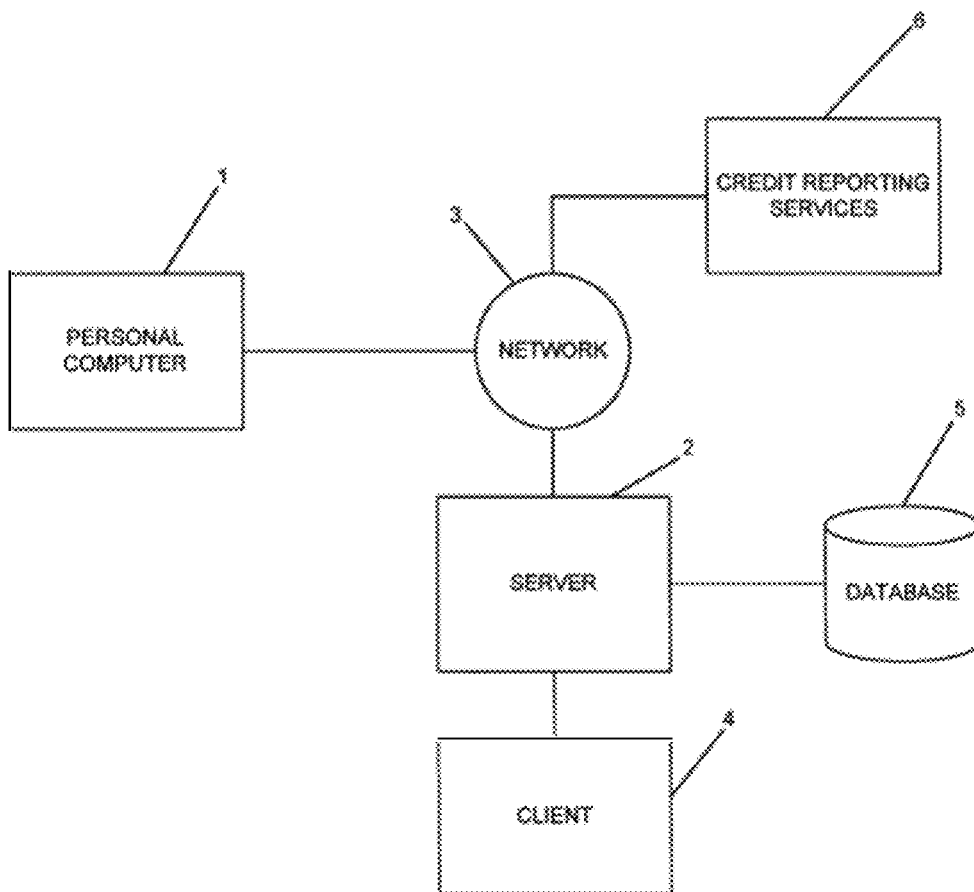 6
CREDIT REPORTING
SERVICES
1
3
PERSONAL
COMPUTER
NETWORK
5
2
SERVER
DATABASE
4
CLIENT